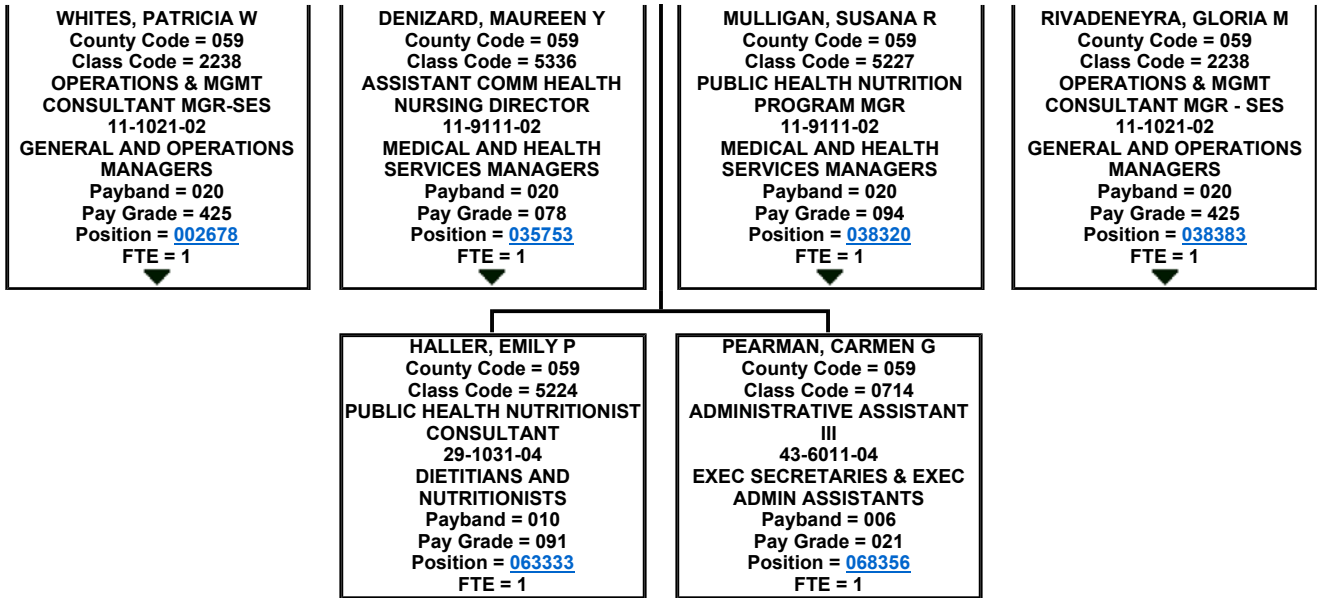 WHITES, PATRICIA W
County Code = 059
Class Code = 2238
OPERATIONS & MGMT
CONSULTANT MGR-SES
11-1021-02
GENERAL AND OPERATIONS
MANAGERS
Payband = 020
Pay Grade = 425
Position = 002678
FTE = 1
DENIZARD, MAUREEN Y
County Code = 059
Class Code = 5336
ASSISTANT COMM HEALTH
NURSING DIRECTOR
11-9111-02
MEDICAL AND HEALTH
SERVICES MANAGERS
Payband = 020
Pay Grade = 078
Position = 035753
FTE = 1
MULLIGAN, SUSANA R
County Code = 059
Class Code = 5227
PUBLIC HEALTH NUTRITION
PROGRAM MGR
11-9111-02
MEDICAL AND HEALTH
SERVICES MANAGERS
Payband = 020
Pay Grade = 094
Position = 038320
FTE = 1
RIVADENEYRA, GLORIA M
County Code = 059
Class Code = 2238
OPERATIONS & MGMT
CONSULTANT MGR - SES
11-1021-02
GENERAL AND OPERATIONS
MANAGERS
Payband = 020
Pay Grade = 425
Position = 038383
FTE = 1
HALLER, EMILY P
County Code = 059
Class Code = 5224
PUBLIC HEALTH NUTRITIONIST
CONSULTANT
29-1031-04
DIETITIANS AND
NUTRITIONISTS
Payband = 010
Pay Grade = 091
Position = 063333
FTE = 1
PEARMAN, CARMEN G
County Code = 059
Class Code = 0714
ADMINISTRATIVE ASSISTANT
III
43-6011-04
EXEC SECRETARIES & EXEC
ADMIN ASSISTANTS
Payband = 006
Pay Grade = 021
Position = 068356
FTE = 1